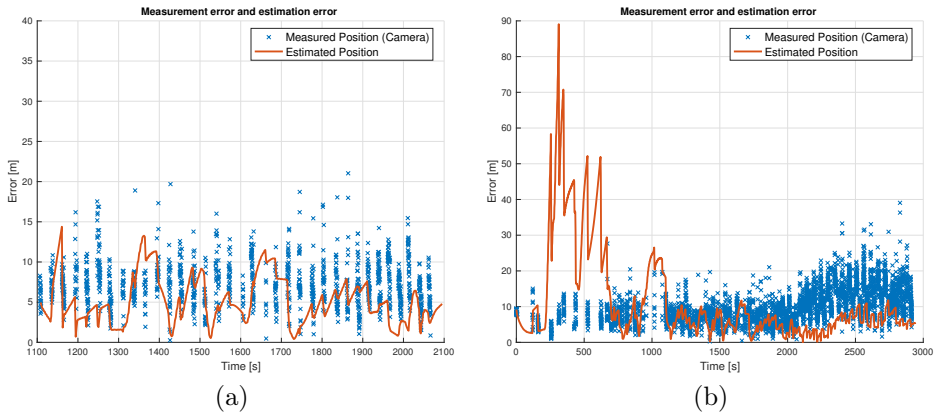 Measurement error and estimation error
40
35
30
25
20
15
10
5
0
Error [m]
Measured Position (Camera)
Estimated Position
1100 1200 1300 1400 1500 1600 1700 1800 1900 2000 2100
Time [s]
(a)
Measurement error and estimation error
90
80
70
60
50
40
30
20
10
0
Error [m]
Measured Position (Camera)
Estimated Position
0 500 1000 1500 2000 2500 3000
Time [s]
(b)